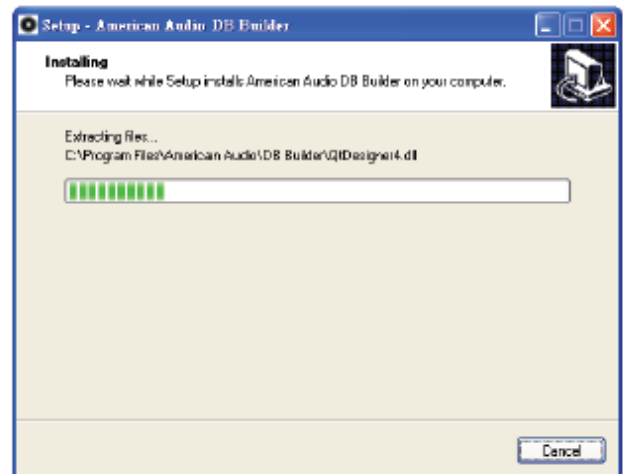 Setup - American Audio DB Builder
Installing
Please wait while Setup installs American Audio DB Builder on your computer.
Extracting files...
C:\Program Files\American Audio\DB Builder\QtDesigner4.dll
Cancel